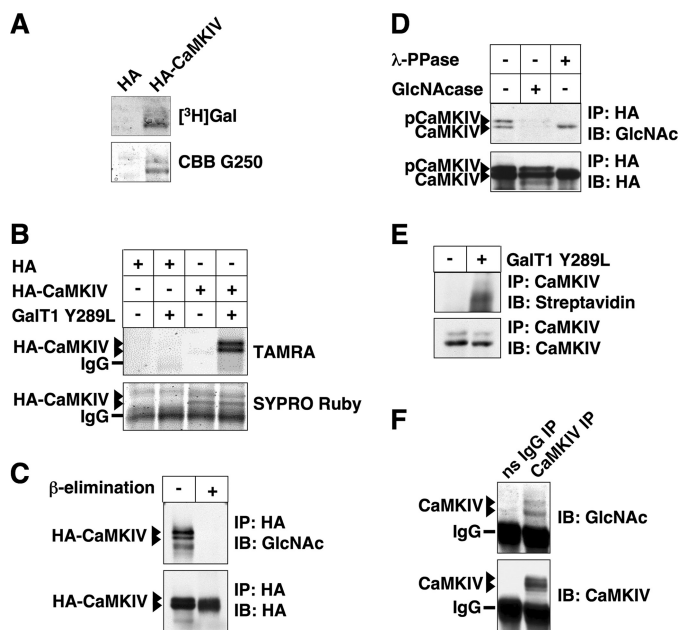 A
HA
HA-CaMKIV
[³H]Gal
CBB G250
B
HA + + - -
HA-CaMKIV - - + +
GalT1 Y289L - + - +
HA-CaMKIV
IgG
TAMRA
HA-CaMKIV
IgG
SYPRO Ruby
C
β-elimination - +
HA-CaMKIV
IP: HA
IB: GlcNAc
HA-CaMKIV
IP: HA
IB: HA
D
λ-PPase - - +
GlcNAcase - + -
pCaMKIV
CaMKIV
IP: HA
IB: GlcNAc
pCaMKIV
CaMKIV
IP: HA
IB: HA
E
- + GalT1 Y289L
IP: CaMKIV
IB: Streptavidin
IP: CaMKIV
IB: CaMKIV
F
ns IgG IP
CaMKIV IP
CaMKIV
IgG
IB: GlcNAc
CaMKIV
IgG
IB: CaMKIV